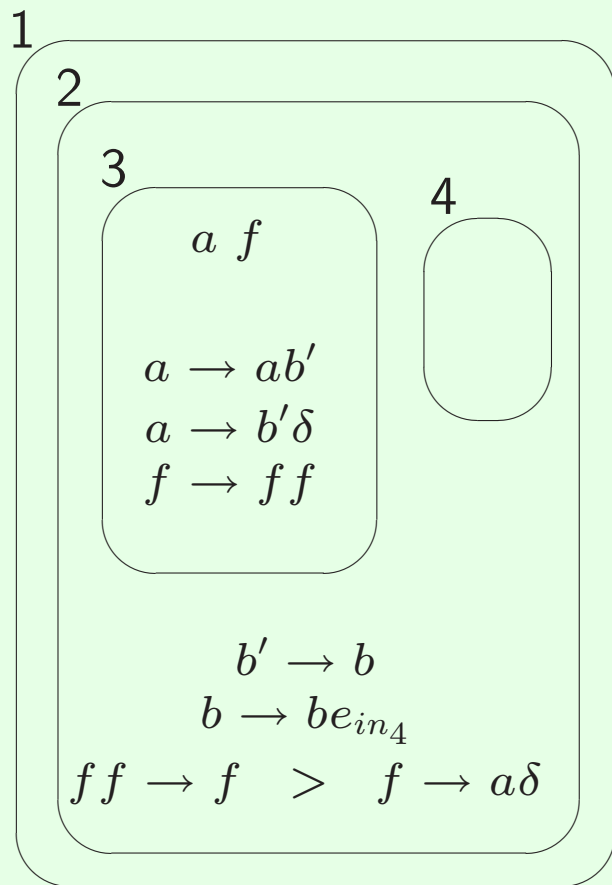 1
2
3
4
a f
a → ab′
a → b′δ
f → ff
b′ → b
b → be_{in_4}
ff → f > f → aδ